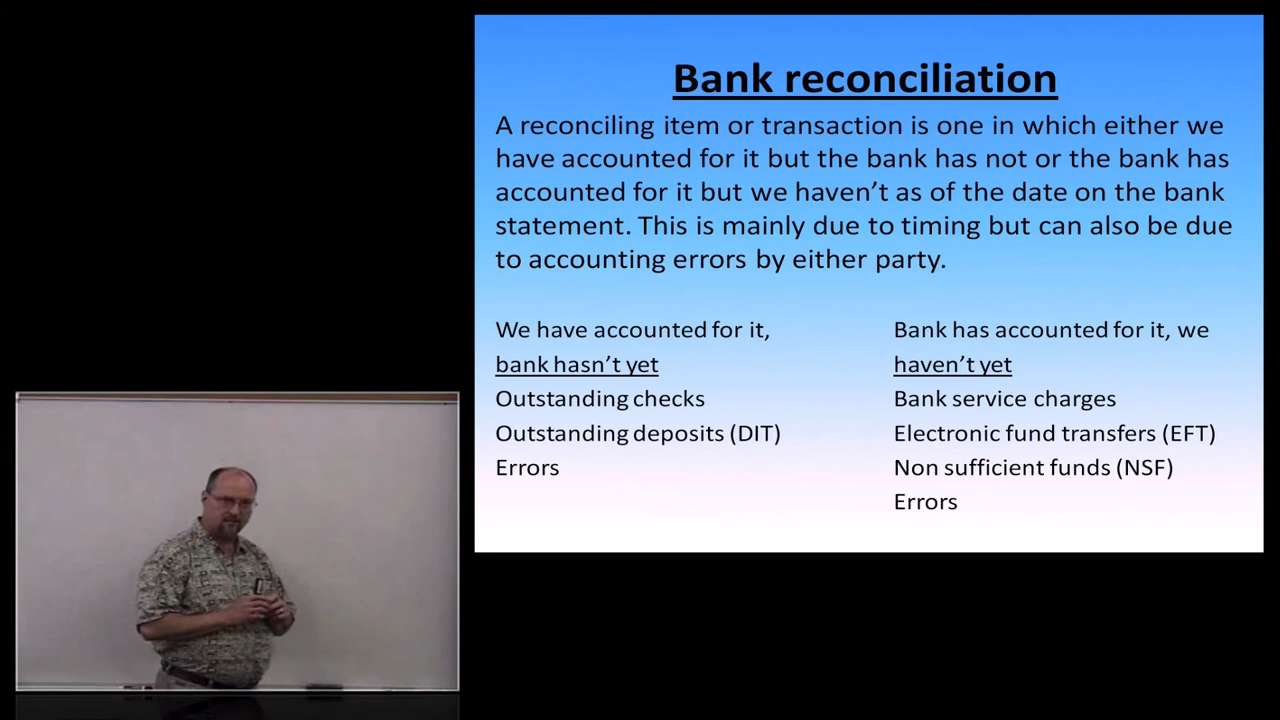 Bank reconciliation
A reconciling item or transaction is one in which either we
have accounted for it but the bank has not or the bank has
accounted for it but we haven’t as of the date on the bank
statement. This is mainly due to timing but can also be due
to accounting errors by either party.
We have accounted for it,
bank hasn’t yet
Outstanding checks
Outstanding deposits (DIT)
Errors
Bank has accounted for it, we
haven’t yet
Bank service charges
Electronic fund transfers (EFT)
Non sufficient funds (NSF)
Errors